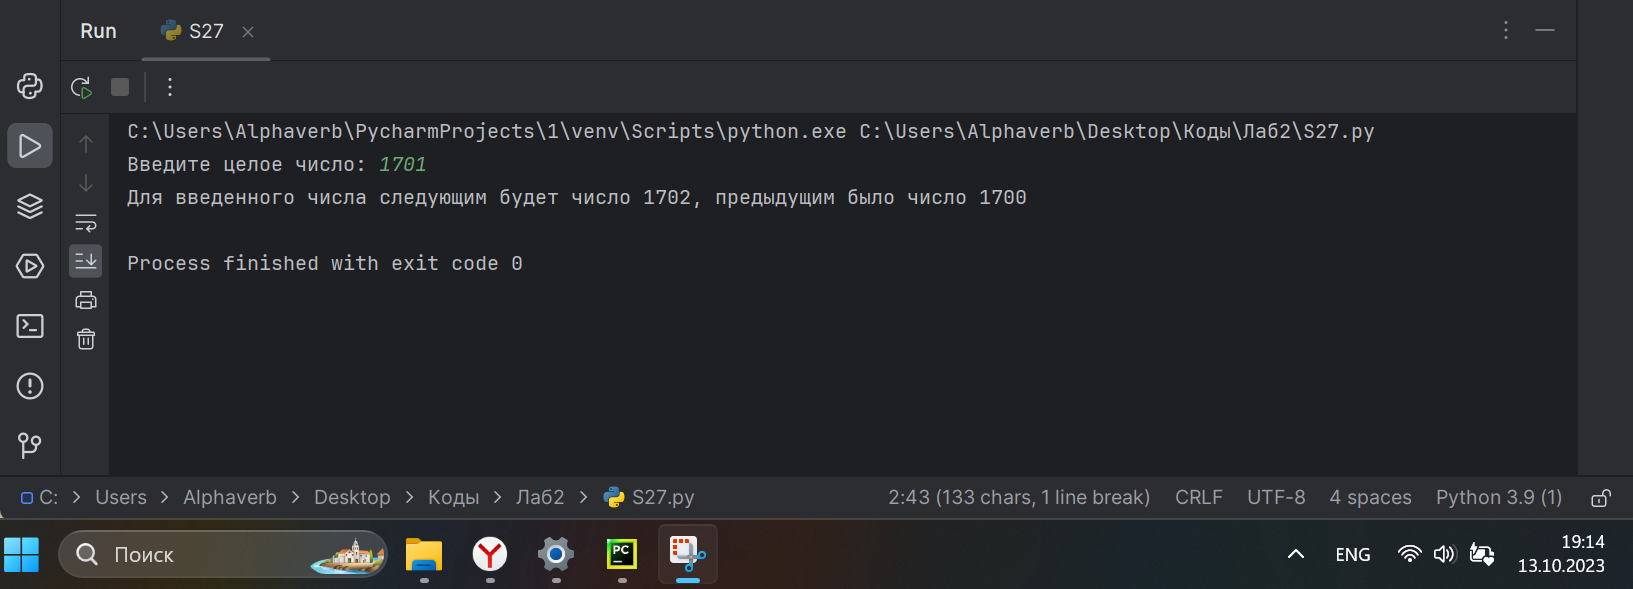 Run S27
C:\Users\Alphaverb\PycharmProjects\1\venv\Scripts\python.exe C:\Users\Alphaverb\Desktop\Коды\Лаб2\S27.py
Введите целое число: 1701
Для введенного числа следующим будет число 1702, предыдущим было число 1700
Process finished with exit code 0
C: > Users > Alphaverb > Desktop > Коды > Лаб2 > S27.py 2:43 (133 chars, 1 line break) CRLF UTF-8 4 spaces Python 3.9 (1)
Поиск PC ENG 19:14
13.10.2023